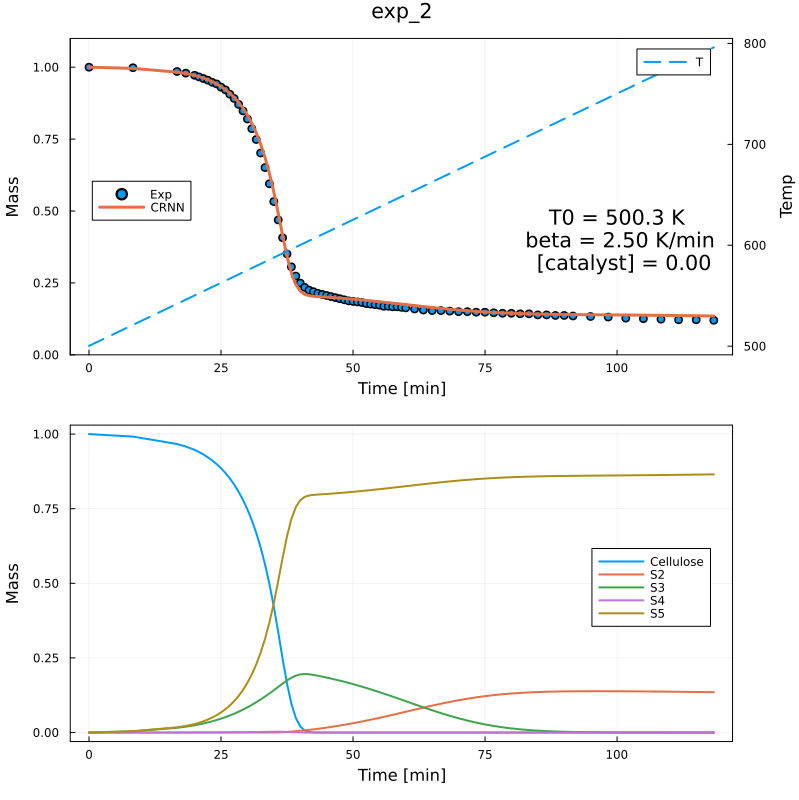 exp_2
1.00
0.75
0.50
0.25
0.00
Mass
Exp
CRNN
T
800
700
600
500
Temp
T0 = 500.3 K
beta = 2.50 K/min
[catalyst] = 0.00
0
25
50
75
100
Time [min]
1.00
0.75
0.50
0.25
0.00
Mass
Cellulose
S2
S3
S4
S5
0
25
50
75
100
Time [min]